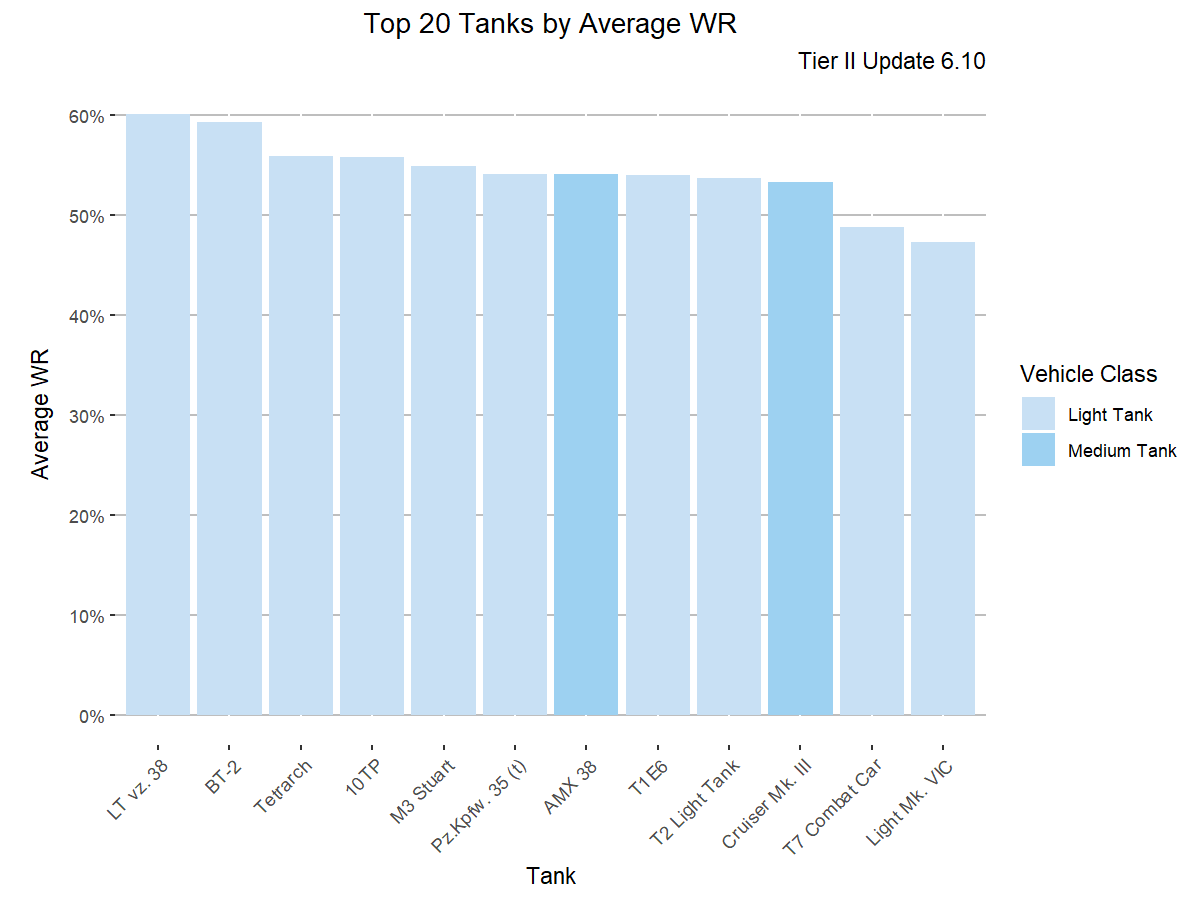 Top 20 Tanks by Average WR
Tier II Update 6.10
Average WR
60%
50%
40%
30%
20%
10%
0%
LT vz. 38
BT-2
Tetrarch
10TP
M3 Stuart
Pz.Kpfw. 35 (t)
AMX 38
T1E6
T2 Light Tank
Cruiser Mk. III
T7 Combat Car
Light Mk. VIC
Tank
Vehicle Class
Light Tank
Medium Tank